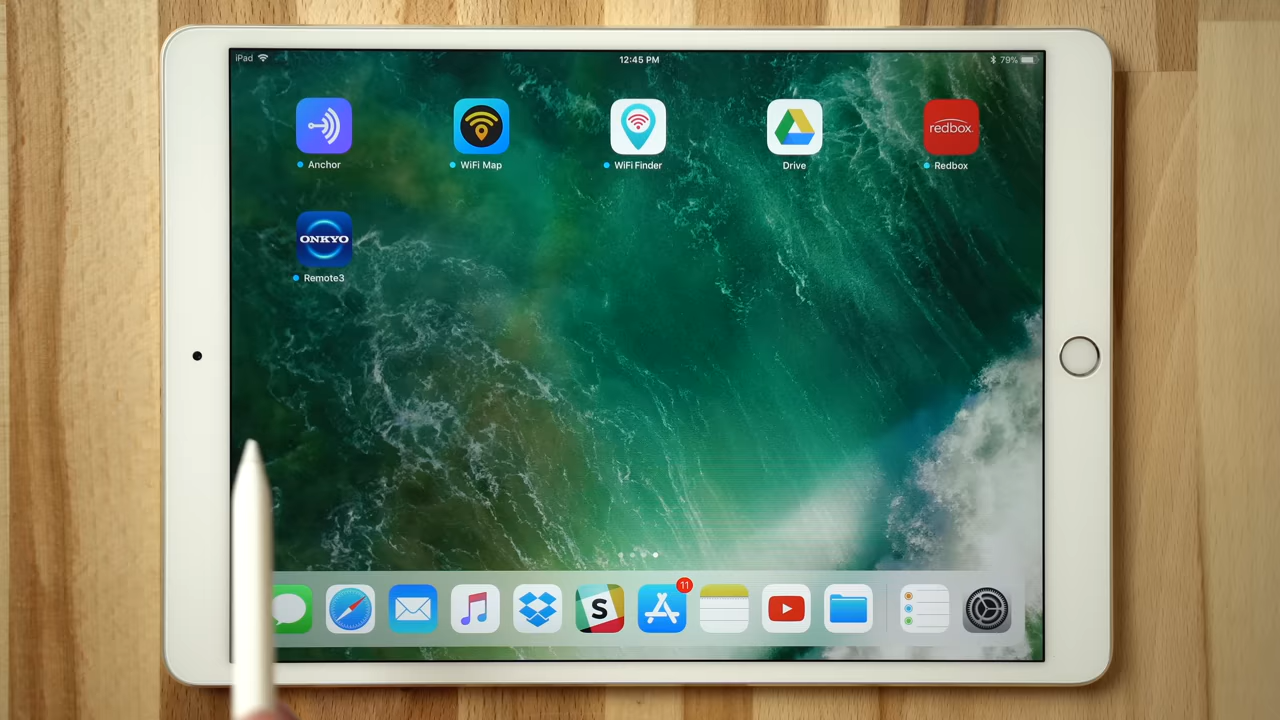 iPad 12:45 PM 79%
Anchor WiFi Map WiFi Finder Drive redbox. Redbox
ONKYO
Remote3
11
S